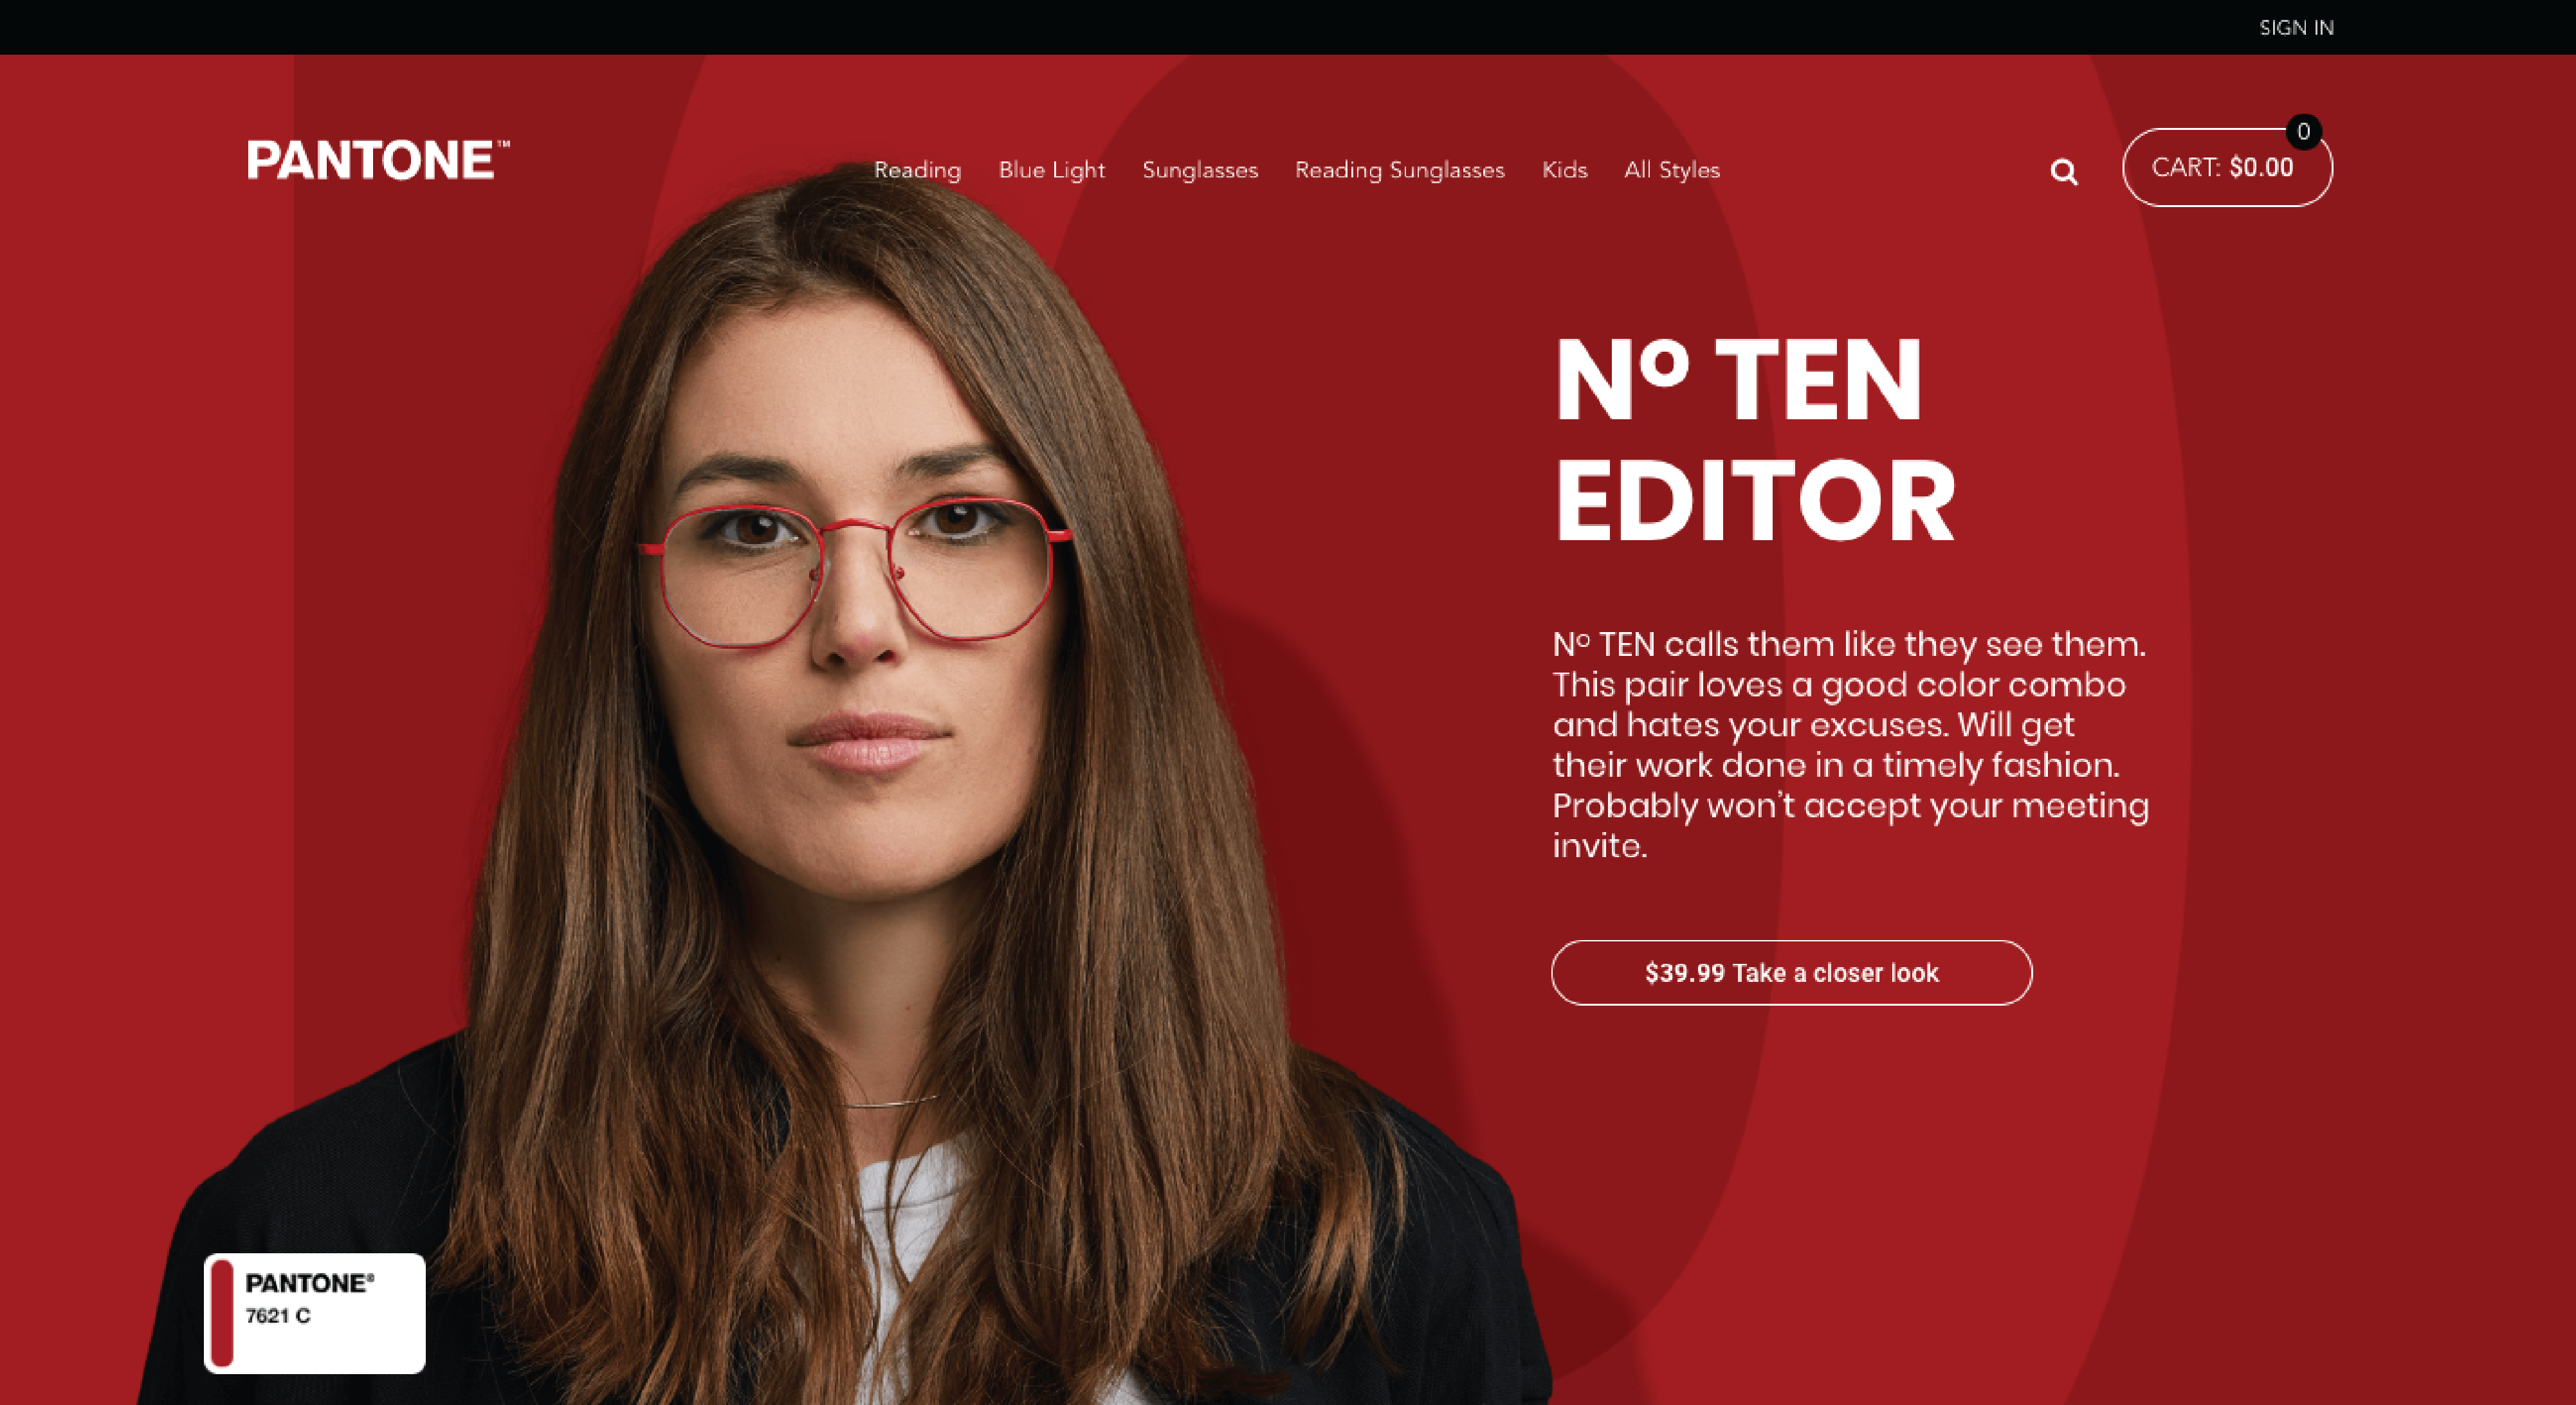 SIGN IN
PANTONE™
Reading Blue Light Sunglasses Reading Sunglasses Kids All Styles
0
CART: $0.00
Nº TEN
EDITOR
Nº TEN calls them like they see them.
This pair loves a good color combo
and hates your excuses. Will get
their work done in a timely fashion.
Probably won’t accept your meeting
invite.
$39.99 Take a closer look
PANTONE®
7621 C